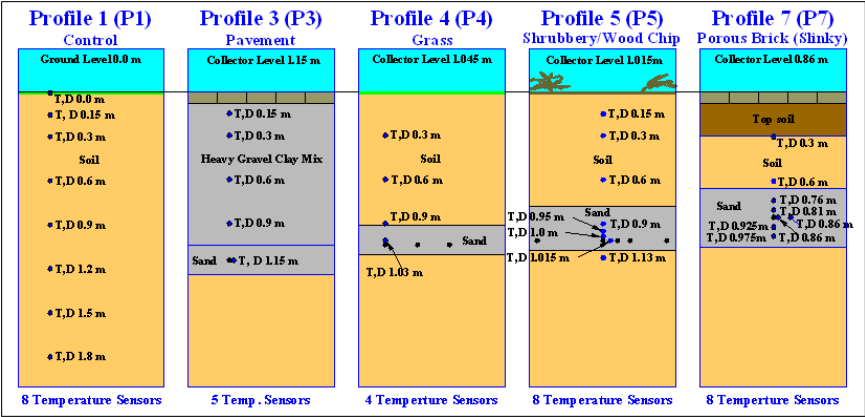 Profile 1 (P1)
Control
Ground Level0.0 m
T,D 0.0 m
T,D 0.15 m
T,D 0.3 m
Soil
T,D 0.6 m
T,D 0.9 m
T,D 1.2 m
T,D 1.5 m
T,D 1.8 m
8 Temperature Sensors
Profile 3 (P3)
Pavement
Collector Level 1.15 m
T,D 0.15 m
T,D 0.3 m
Heavy Gravel Clay Mix
T,D 0.6 m
T,D 0.9 m
Sand
T, D 1.15 m
5 Temp. Sensors
Profile 4 (P4)
Grass
Collector Level 1.045 m
T,D 0.3 m
Soil
T,D 0.6 m
T,D 0.9 m
Sand
T,D 1.03 m
4 Temperture Sensors
Profile 5 (P5)
Shrubbery/Wood Chip
Collector Level 1.015m
T,D 0.15 m
T,D 0.3 m
Soil
T,D 0.6 m
Sand
T,D 0.95 m
T,D 0.9 m
T,D 1.0 m
T,D 1.015 m
T,D 1.13 m
8 Temperature Sensors
Profile 7 (P7)
Porous Brick (Slinky)
Collector Level 0.86 m
Top soil
T,D 0.3 m
Soil
T,D 0.6 m
T,D 0.76 m
Sand
T,D 0.81 m
T,D 0.925m
T,D 0.86 m
T,D 0.975m
T,D 0.86 m
8 Temperture Sensors